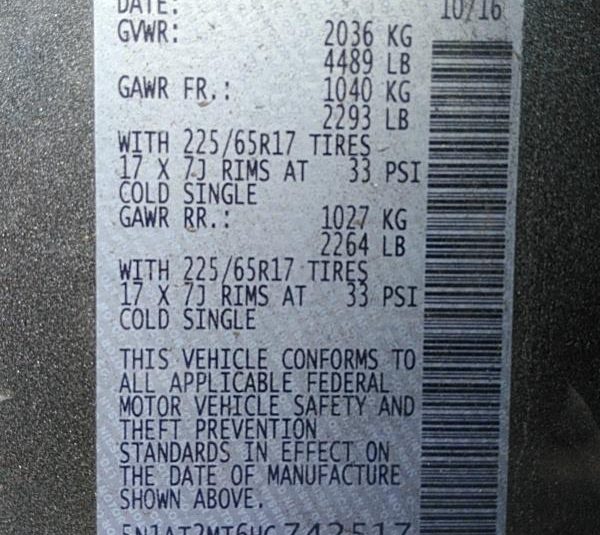 DATE: 10/16
GVWR: 2036 KG
4489 LB
GAWR FR.: 1040 KG
2293 LB
WITH 225/65R17 TIRES
17 X 7J RIMS AT 33 PSI
COLD SINGLE
GAWR RR.: 1027 KG
2264 LB
WITH 225/65R17 TIRES
17 X 7J RIMS AT 33 PSI
COLD SINGLE
THIS VEHICLE CONFORMS TO
ALL APPLICABLE FEDERAL
MOTOR VEHICLE SAFETY AND
THEFT PREVENTION
STANDARDS IN EFFECT ON
THE DATE OF MANUFACTURE
SHOWN ABOVE.
5N1AT2MT6HC742517